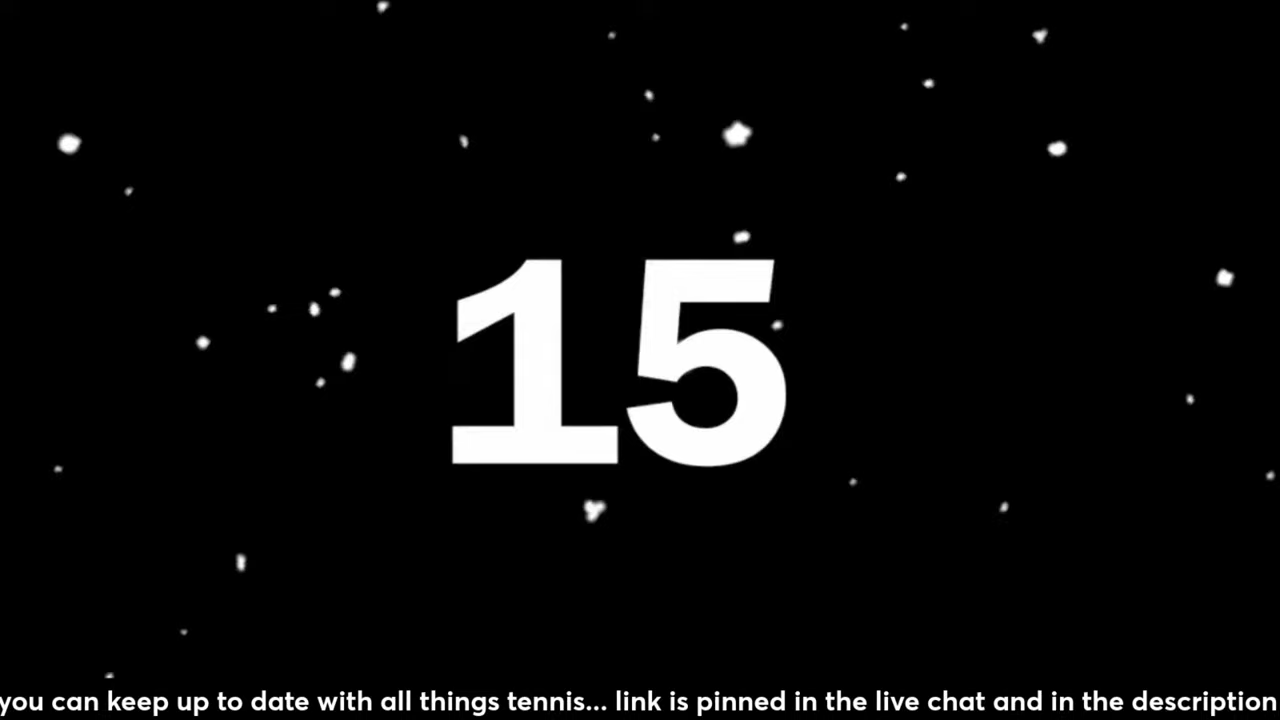 15
you can keep up to date with all things tennis... link is pinned in the live chat and in the description